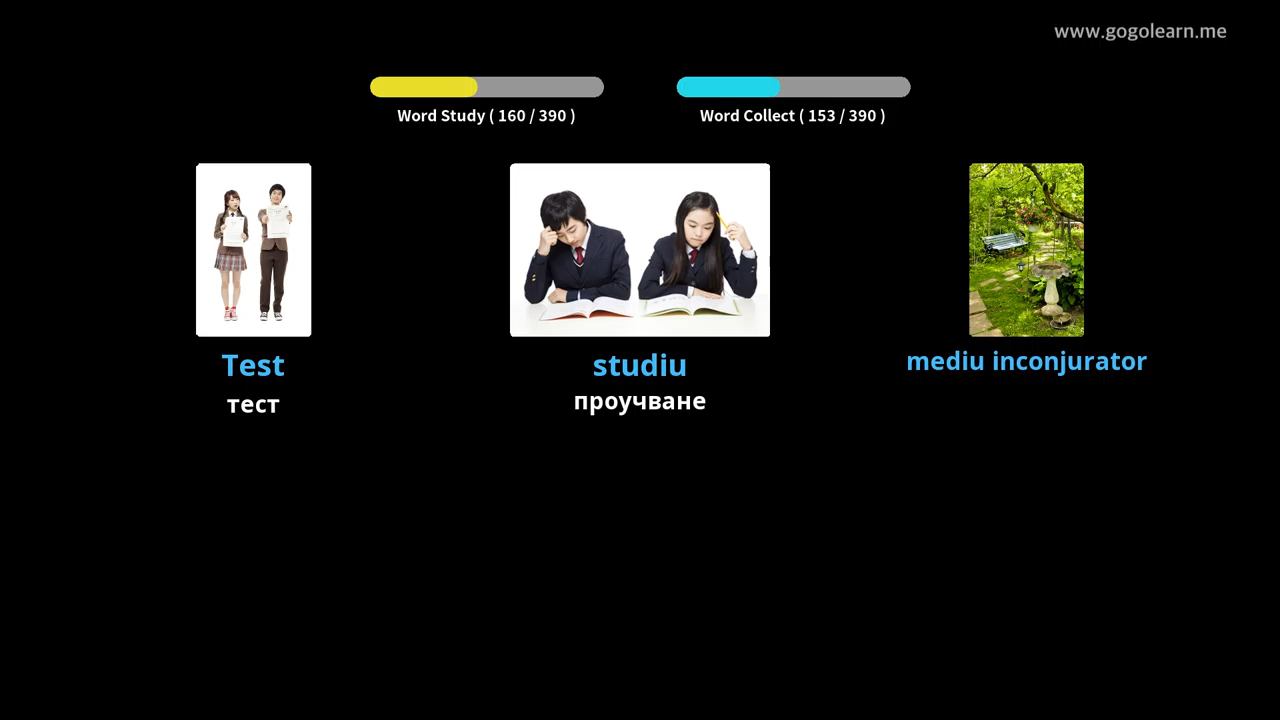 www.gogolearn.me
Word Study ( 160 / 390 )
Word Collect ( 153 / 390 )
Test
studiu
mediu inconjurator
тест
проучване